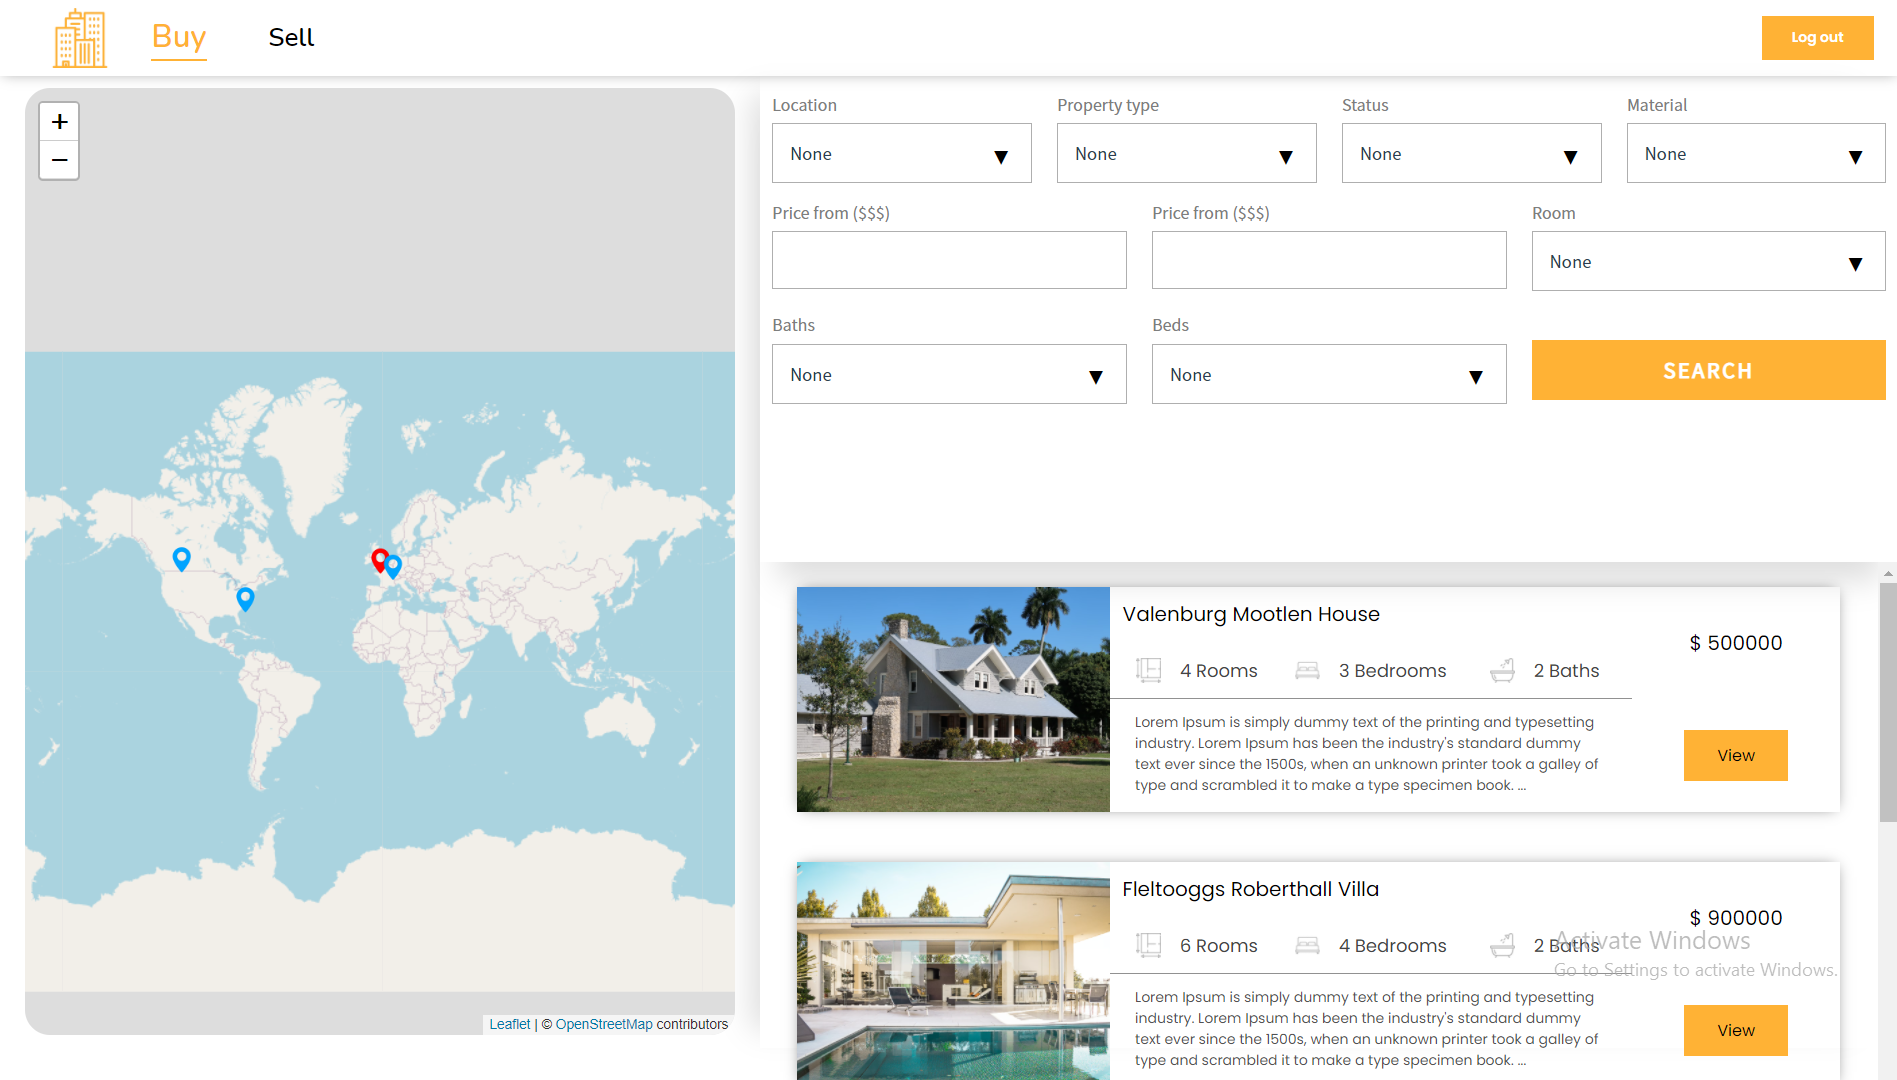 Buy
Sell
Log out
+
−
Leaflet | © OpenStreetMap contributors
Location
Property type
Status
Material
None
None
None
None
Price from ($$$)
Price from ($$$)
Room
None
Baths
Beds
None
None
SEARCH
Valenburg Mootlen House
$ 500000
4 Rooms
3 Bedrooms
2 Baths
Lorem Ipsum is simply dummy text of the printing and typesetting
industry. Lorem Ipsum has been the industry's standard dummy
text ever since the 1500s, when an unknown printer took a galley of
type and scrambled it to make a type specimen book. ...
View
Fleltooggs Roberthall Villa
$ 900000
6 Rooms
4 Bedrooms
2 Baths
Activate Windows
Go to Settings to activate Windows.
Lorem Ipsum is simply dummy text of the printing and typesetting
industry. Lorem Ipsum has been the industry's standard dummy
text ever since the 1500s, when an unknown printer took a galley of
type and scrambled it to make a type specimen book. ...
View